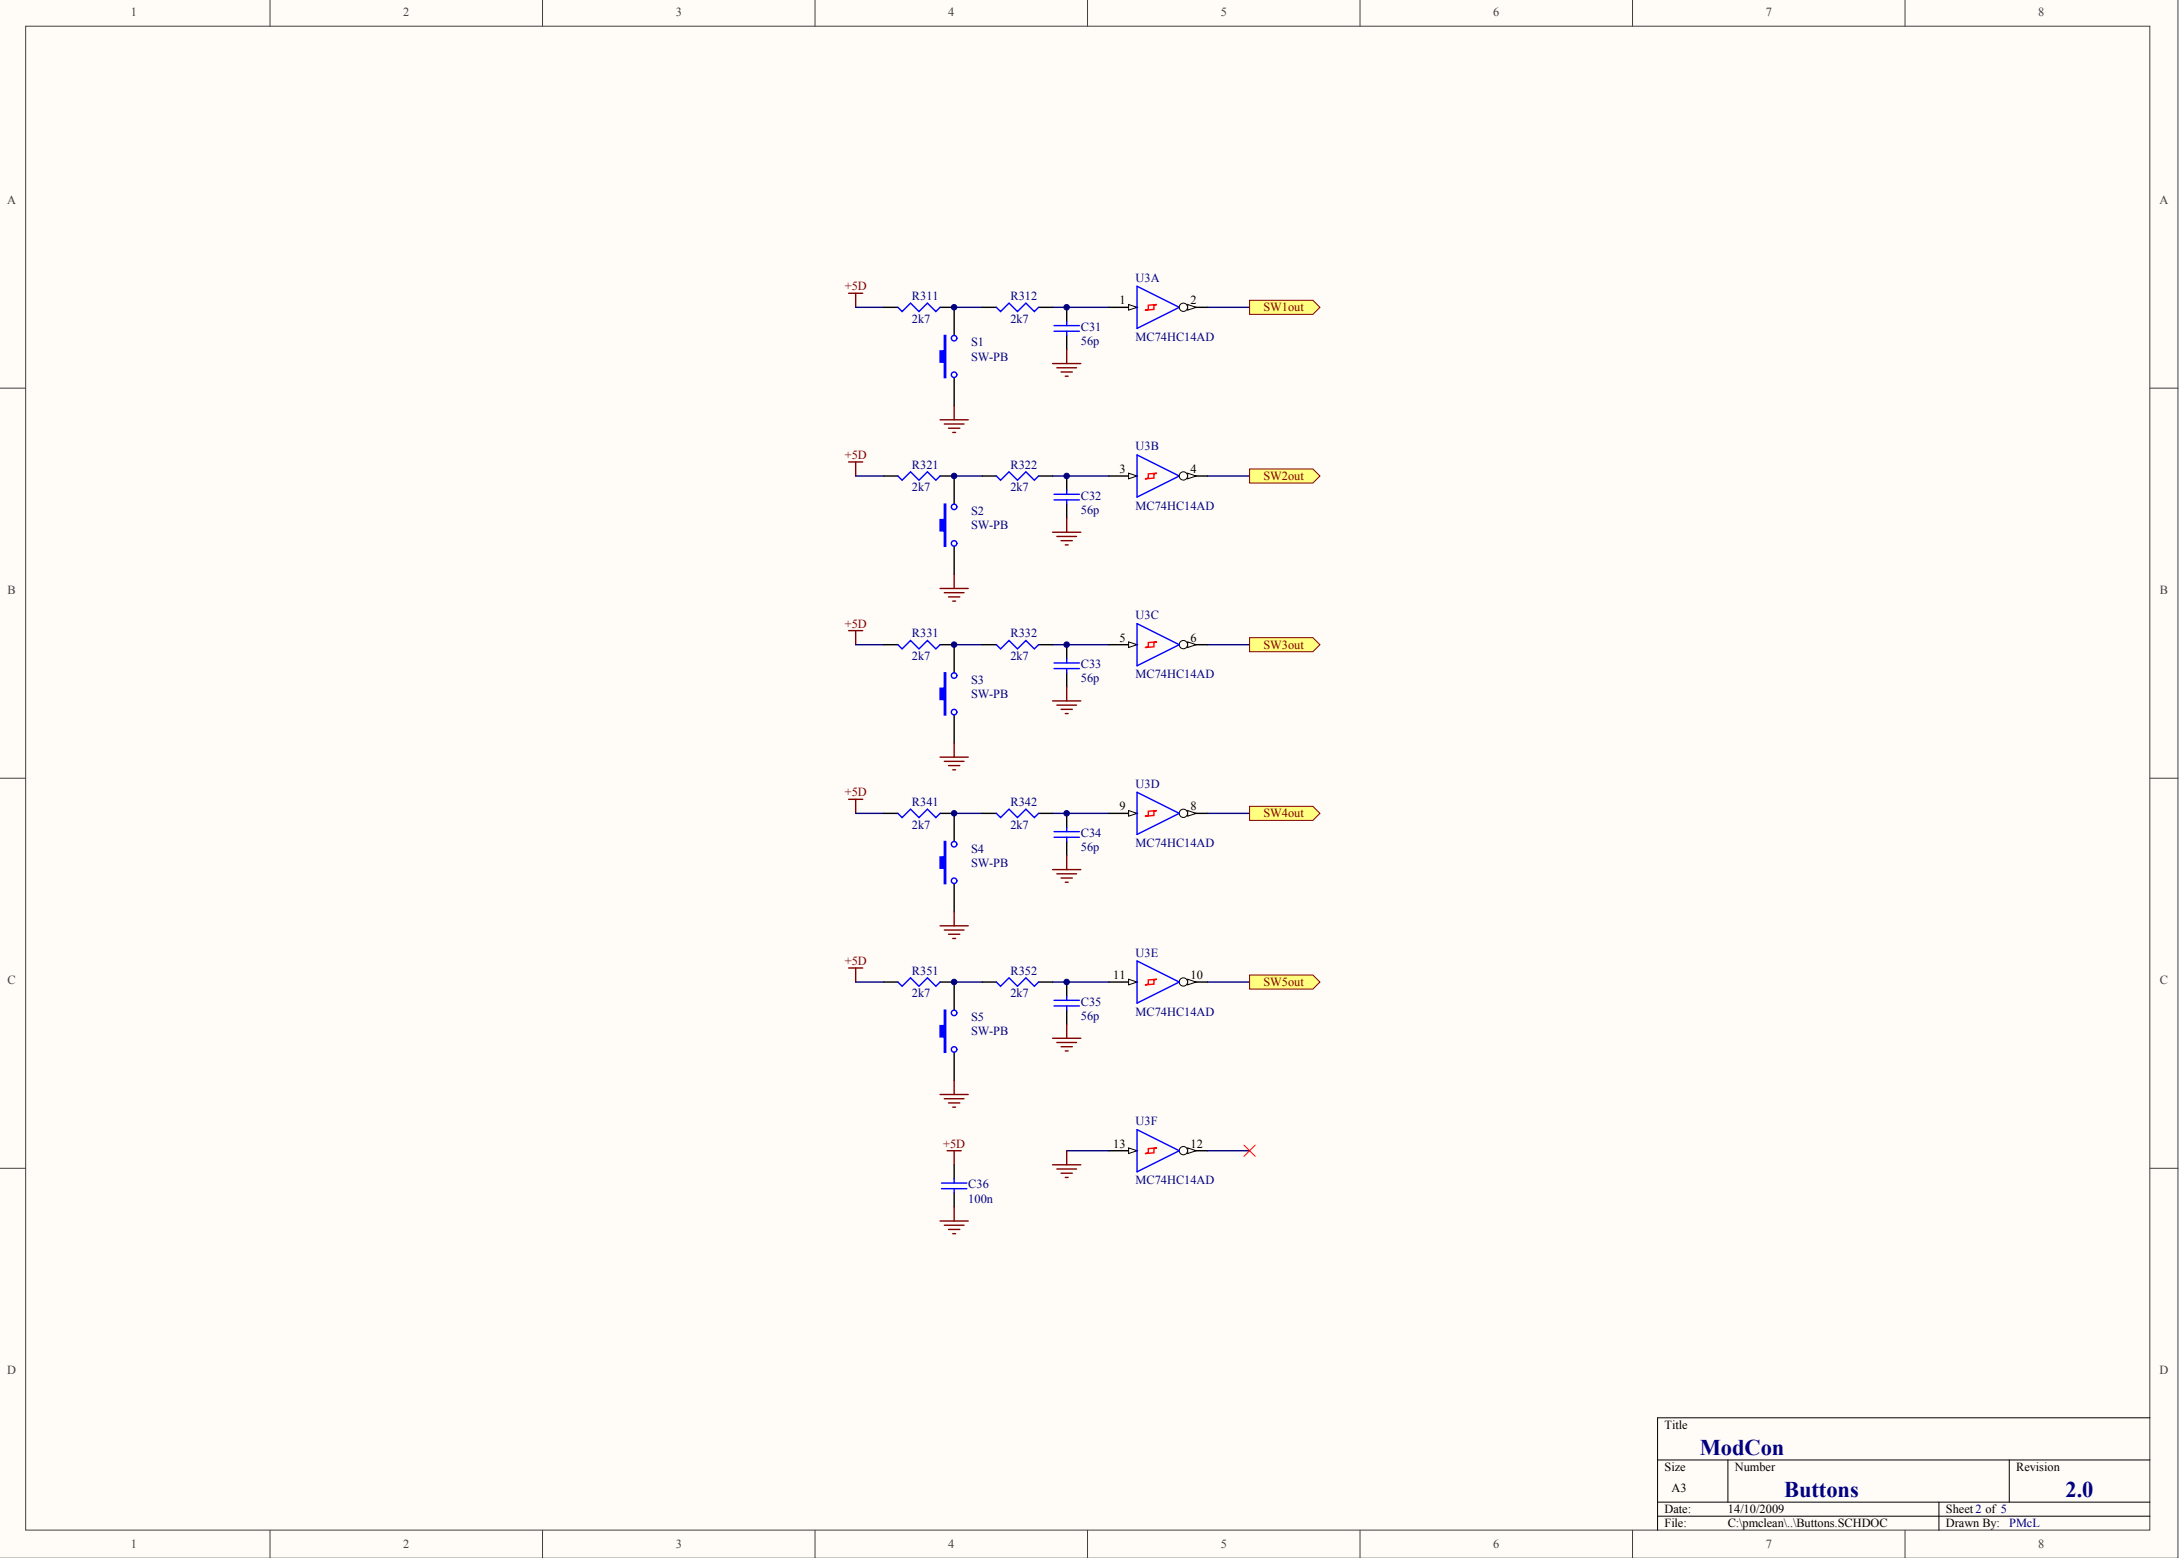 1 2 3 4 5 6 7 8
A A
U3A
+5D
R311 R312 1 2 SW1out
2k7 2k7 C31
56p MC74HC14AD
S1
SW-PB
U3B
+5D
R321 R322 3 4 SW2out
2k7 2k7 C32
56p MC74HC14AD
S2
SW-PB
B B
U3C
+5D
R331 R332 5 6 SW3out
2k7 2k7 C33
56p MC74HC14AD
S3
SW-PB
U3D
+5D
R341 R342 9 8 SW4out
2k7 2k7 C34
56p MC74HC14AD
S4
SW-PB
U3E
+5D
R351 R352 11 10 SW5out
C C
2k7 2k7 C35
56p MC74HC14AD
S5
SW-PB
U3F
+5D 13 12
MC74HC14AD
C36
100n
D D
Title
ModCon
Size Number Revision
A3 Buttons 2.0
Date: 14/10/2009 Sheet 2 of 5
File: C:\pmclean\..\Buttons.SCHDOC Drawn By: PMcL
1 2 3 4 5 6 7 8